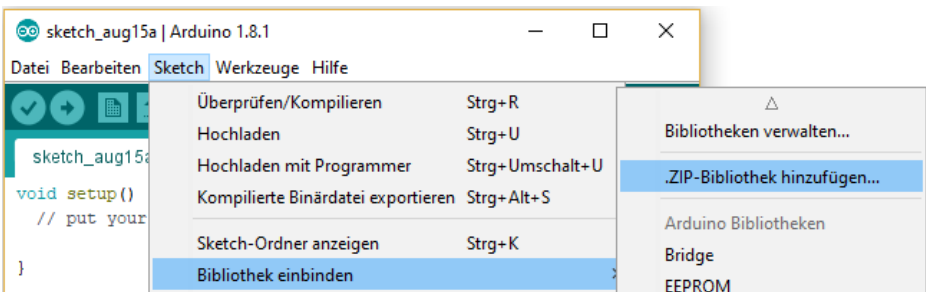 sketch_aug15a | Arduino 1.8.1
Datei Bearbeiten Sketch Werkzeuge Hilfe
Überprüfen/Kompilieren Strg+R
Hochladen Strg+U
Hochladen mit Programmer Strg+Umschalt+U
Kompilierte Binärdatei exportieren Strg+Alt+S
Sketch-Ordner anzeigen Strg+K
Bibliothek einbinden
Bibliotheken verwalten...
.ZIP-Bibliothek hinzufügen...
Arduino Bibliotheken
Bridge
EEPROM
sketch_aug15a
void setup()
// put your
}